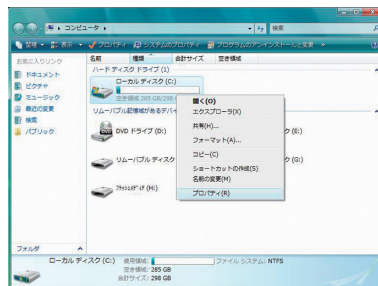 コンピュータ
検索
整理 表示 プロパティ システムのプロパティ プログラムのアンインストールと変更 »
お気に入りリンク
ドキュメント
ピクチャ
ミュージック
最近の変更
検索
パブリック
フォルダ
名前 種類 合計サイズ 空き領域
ハード ディスク ドライブ (1)
ローカル ディスク (C:)
空き領域 285 GB/298
リムーバブル記憶域があるデバイ
DVD ドライブ (D:)
リムーバブル ディスク
(E:)
(G:)
開く(O)
エクスプローラ(X)
共有(H)...
フォーマット(A)...
コピー(C)
ショートカットの作成(S)
名前の変更(M)
プロパティ(R)
ローカル ディスク (C:) 使用領域: ファイル システム: NTFS
空き領域: 285 GB
合計サイズ: 298 GB